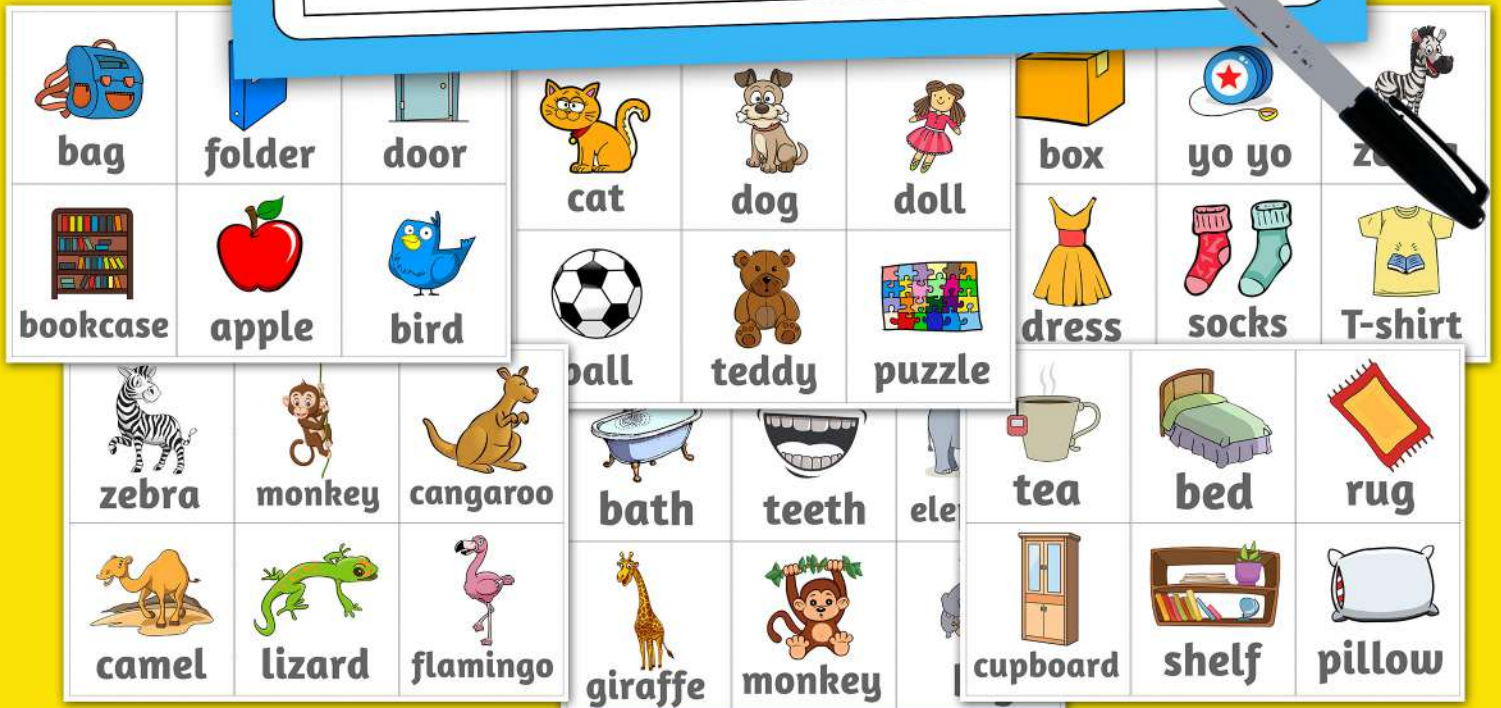 bag folder door
bookcase apple bird
cat dog doll
teddy puzzle
box yo yo
dress socks T-shirt
zebra monkey cangaroo
camel lizard flamingo
bath teeth
giraffe monkey
tea bed rug
cupboard shelf pillow